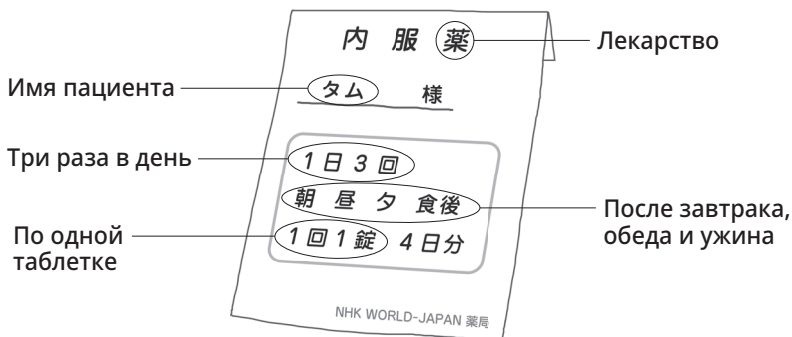 内服薬
Лекарство
Имя пациента
タム 様
Три раза в день
1日3回
朝 昼 夕 食後
После завтрака,
обеда и ужина
По одной
таблетке
1回1錠 4日分
NHK WORLD-JAPAN 薬局